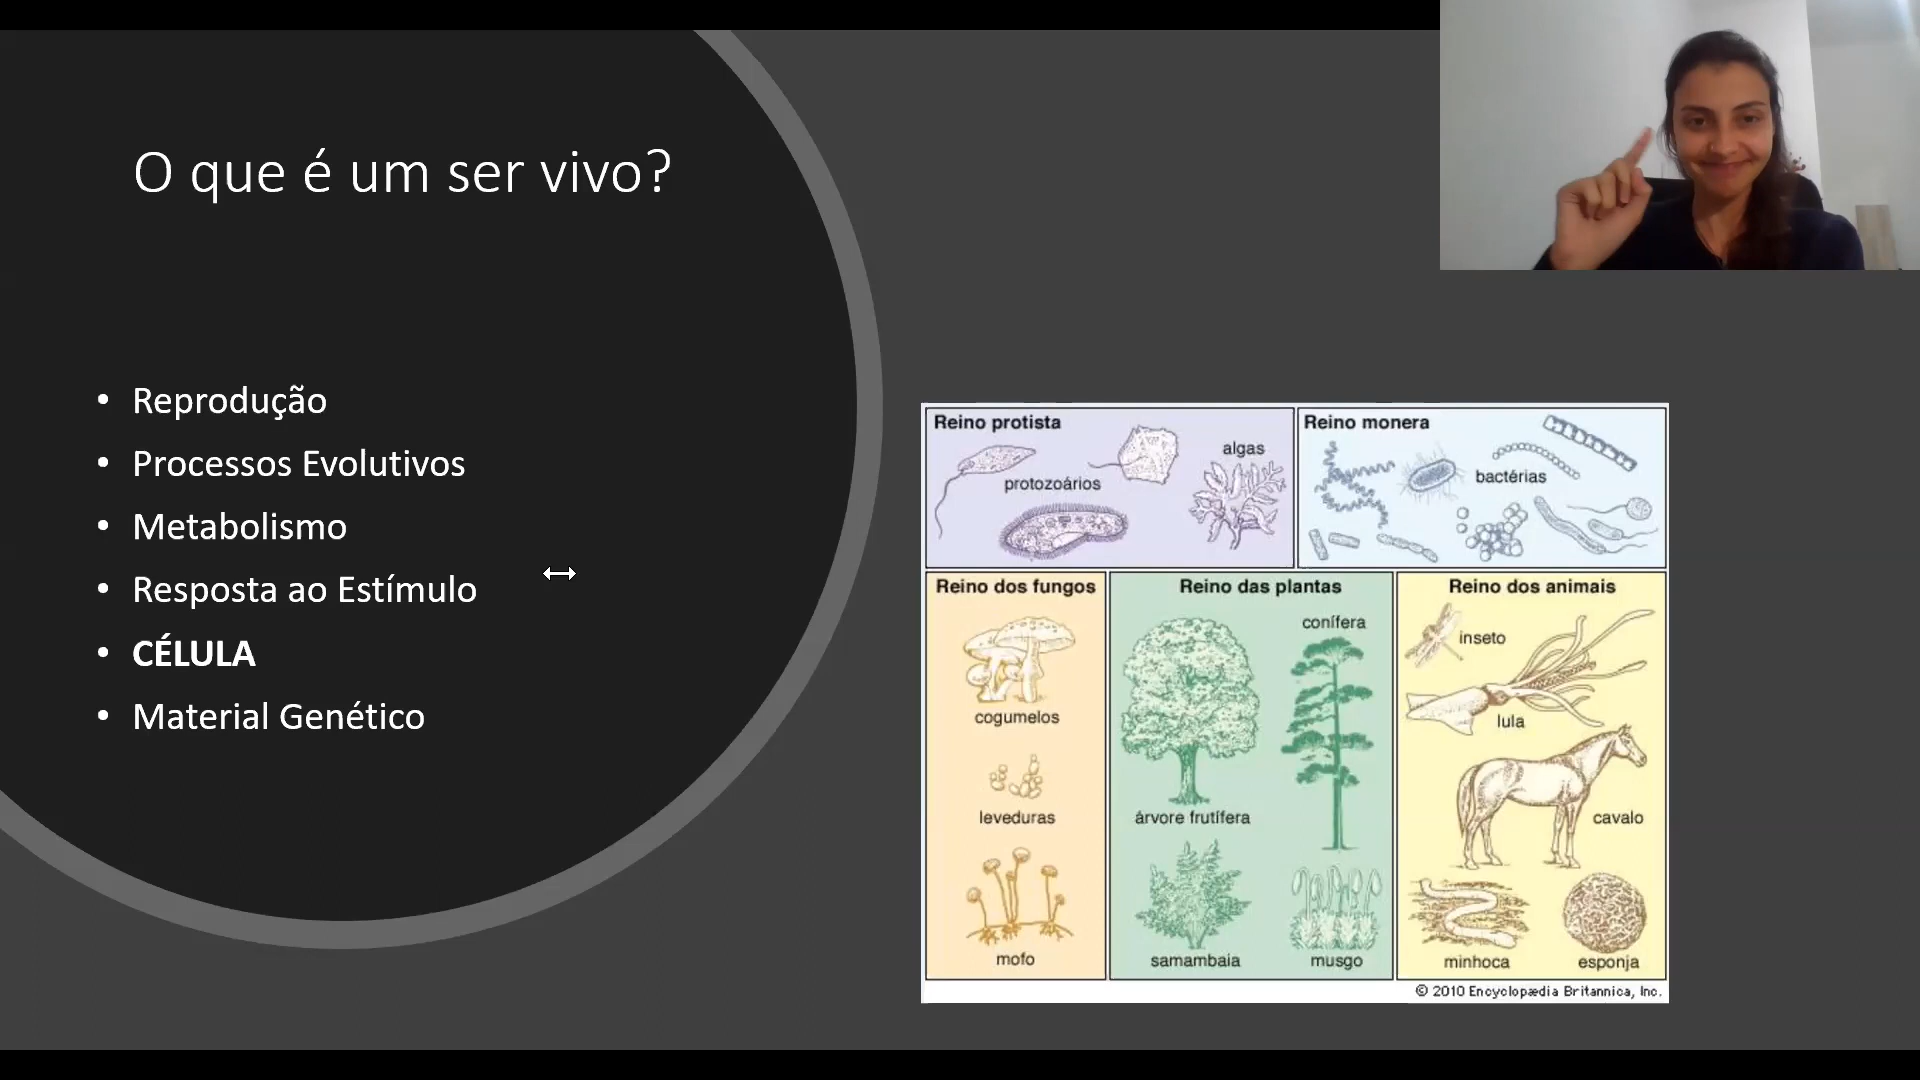 O que é um ser vivo?
• Reprodução
• Processos Evolutivos
• Metabolismo
• Resposta ao Estímulo
• CÉLULA
• Material Genético
Reino protista
algas
protozoários
Reino monera
bactérias
Reino dos fungos
cogumelos
leveduras
mofo
Reino das plantas
conífera
árvore frutífera
samambaia
musgo
Reino dos animais
inseto
lula
cavalo
minhoca
esponja
© 2010 Encyclopædia Britannica, Inc.